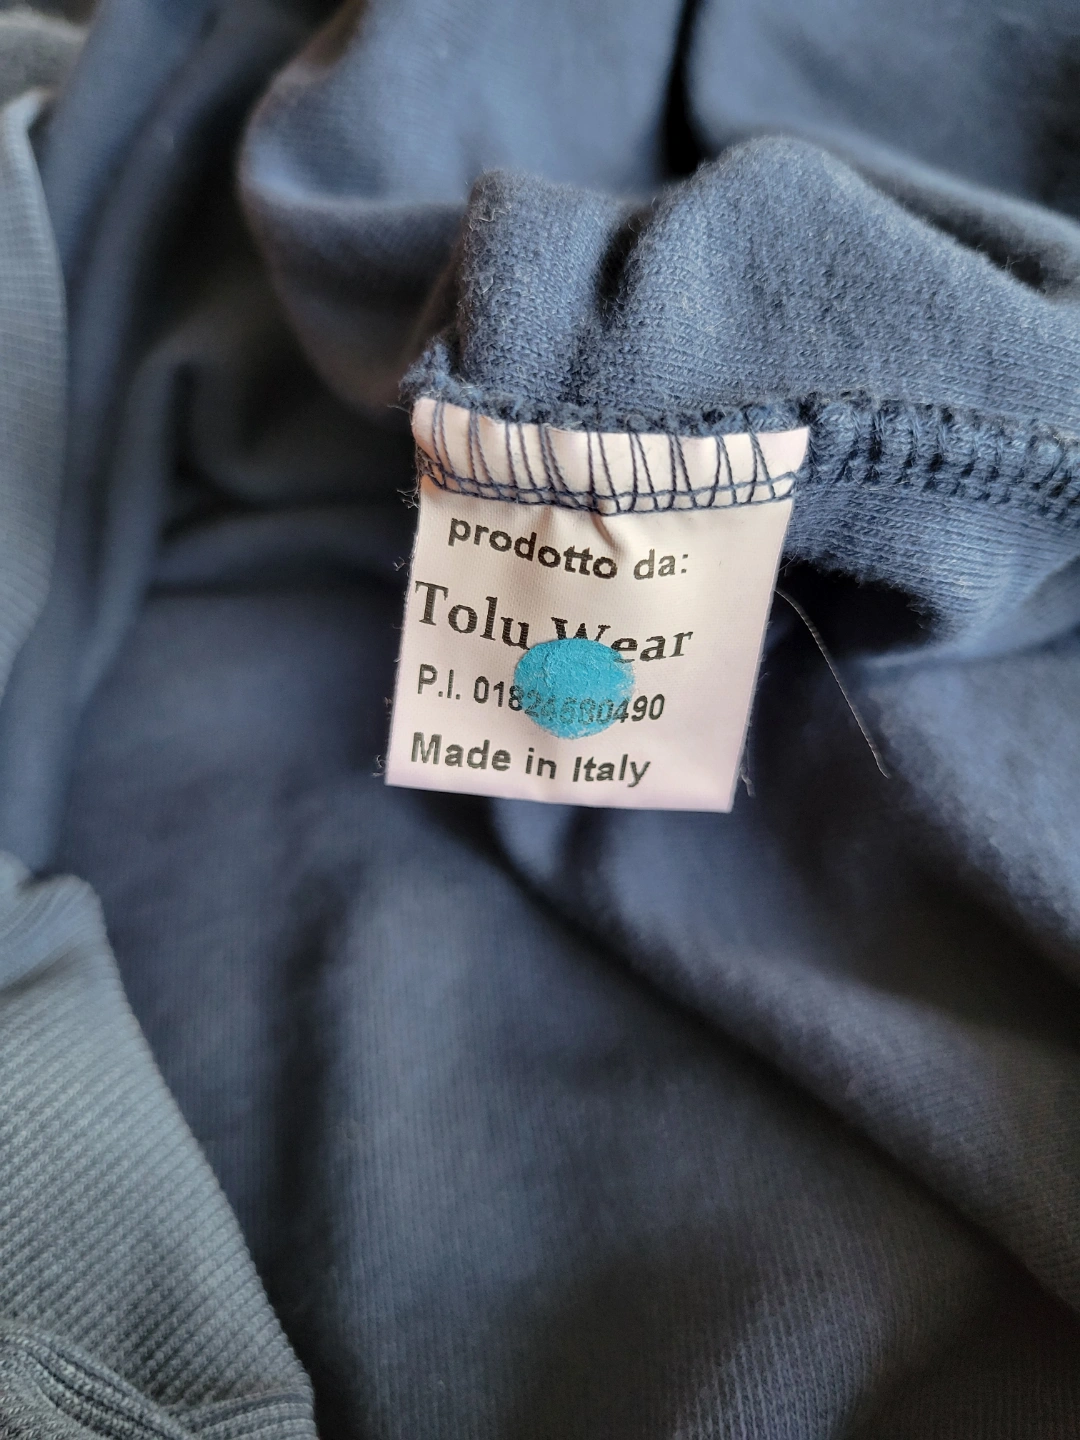 prodotto da:
Tolu Wear
P.I.
Made in Italy